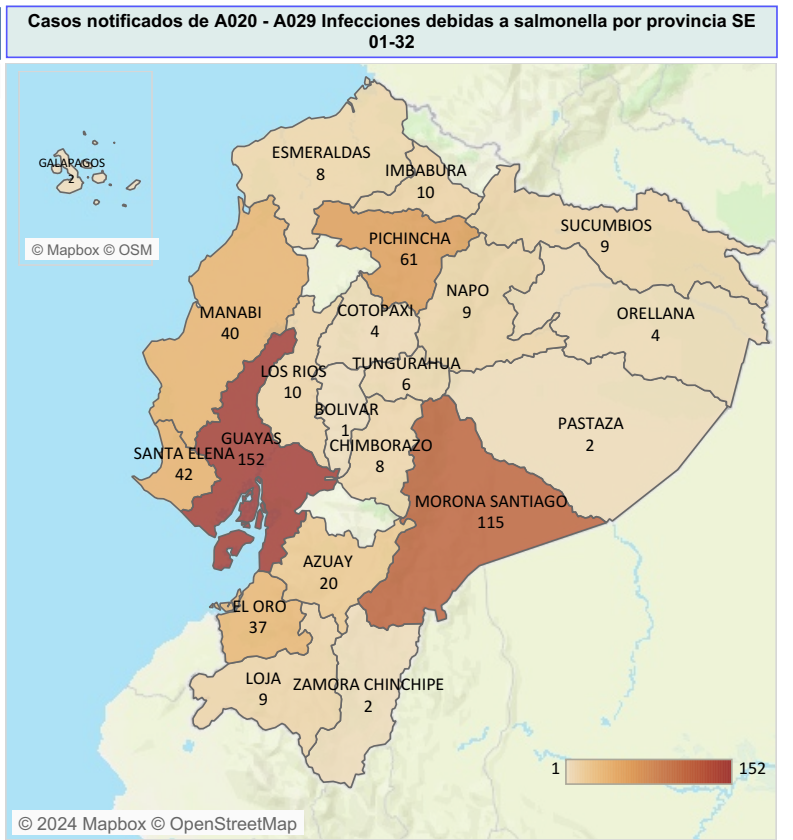 Casos notificados de A020 - A029 Infecciones debidas a salmonella por provincia SE
01-32
GALAPAGOS
2
© Mapbox © OSM
ESMERALDAS
8
IMBABURA
10
SUCUMBIOS
9
PICHINCHA
61
NAPO
9
MANABI
40
COTOPAXI
4
ORELLANA
4
TUNGURAHUA
6
LOS RIOS
10
BOLIVAR
1
PASTAZA
2
GUAYAS
152
SANTA ELENA
42
CHIMBORAZO
8
MORONA SANTIAGO
115
AZUAY
20
EL ORO
37
LOJA
9
ZAMORA CHINCHIPE
2
1 152
© 2024 Mapbox © OpenStreetMap